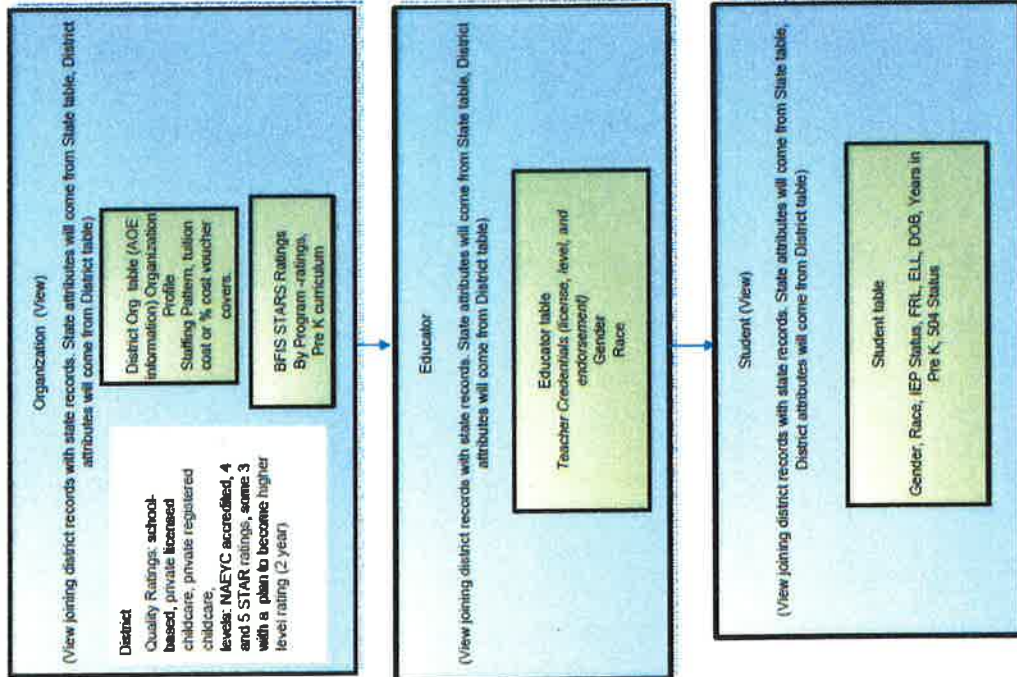 Organization (View)
(View joining district records with state records. State attributes will come from State table, District
attributes will come from District table)
District
Quality Ratings: school-
based, private licensed
childcare, private registered
childcare,
levels: NAEYC accredited, 4
and 5 STAR ratings, some 3
with a plan to become higher
level rating (2 year)
District Org table (AOE
information) Organization
Profile
Staffing Pattern, tuition
cost or % cost voucher
covers.
BFIS STARS Ratings
By Program -ratings,
Pre K curriculum
Educator
(View joining district records with state records. State attributes will come from State table, District
attributes will come from District table)
Educator table
Teacher Credentials (license, level, and
endorsement)
Gender
Race
Student (View)
(View joining district records with state records. State attributes will come from State table,
District attributes will come from District table)
Student table
Gender, Race, IEP Status, FRL, ELL, DOB, Years in
Pre K, 504 Status